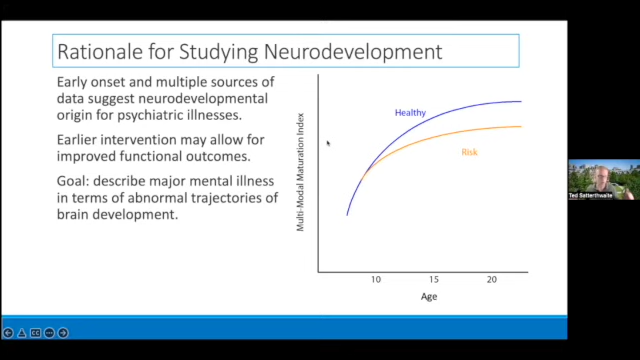 Rationale for Studying Neurodevelopment
Early onset and multiple sources of
data suggest neurodevelopmental
origin for psychiatric illnesses.
Earlier intervention may allow for
improved functional outcomes.
Goal: describe major mental illness
in terms of abnormal trajectories of
brain development.
Multi-Modal Maturation Index
Healthy
Risk
10
15
20
Age
Ted Satterthwaite
CC